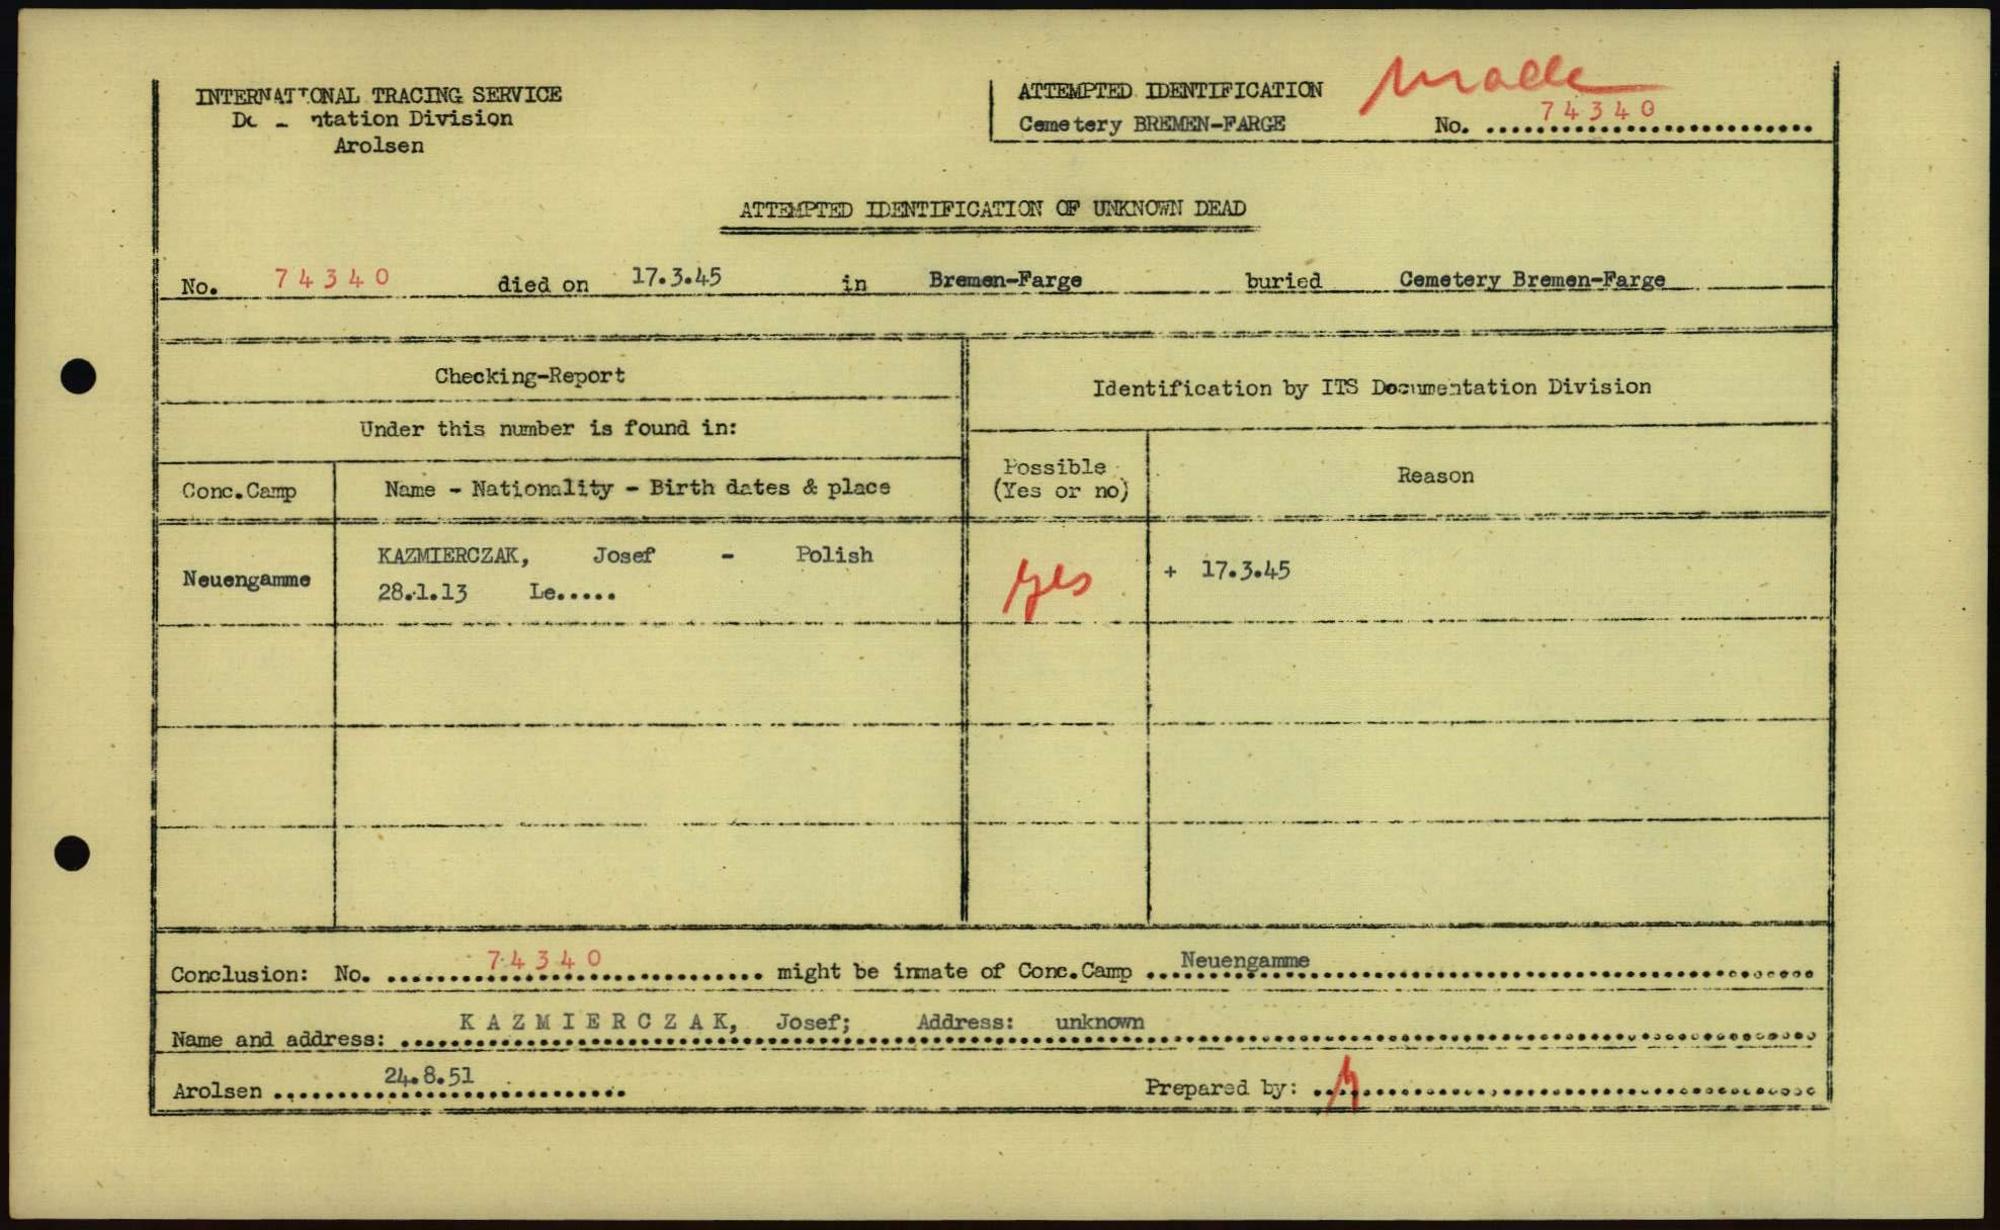 INTERNATIONAL TRACING SERVICE
ntation Division
Arolsen
ATTEMPTED IDENTIFICATION
Cemetery BREMEN-FARGE
No. 74340
ATTEMPTED IDENTIFICATION OF UNKNOWN DEAD
No. 74340 died on 17.3.45 in Bremen-Farge buried Cemetery Bremen-Farge
Checking-Report
Identification by ITS Documentation Division
Under this number is found in:
Conc.Camp
Name - Nationality - Birth dates & place
Possible
(Yes or no)
Reason
Neuengamme
KAZMIERCZAK, Josef - Polish
28.1.13 Le.....
yes
+ 17.3.45
Conclusion: No. 74340 might be inmate of Conc.Camp Neuengamme
Name and address: KAZMIERCZAK, Josef; Address: unknown
Arolsen 24.8.51
Prepared by: